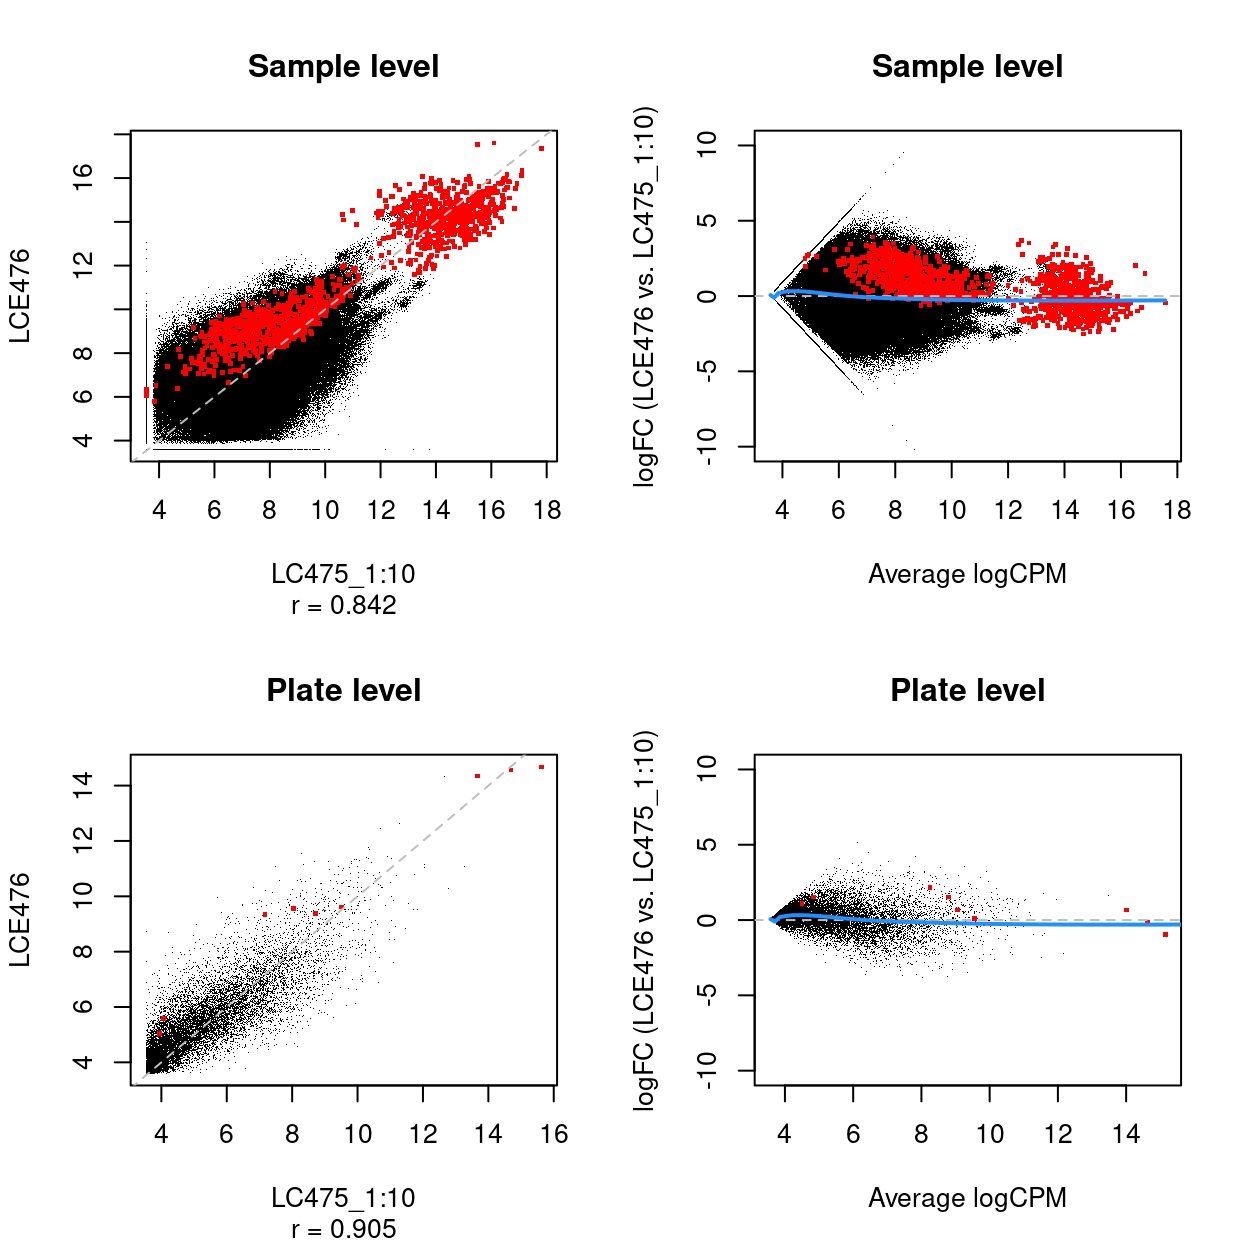 Sample level
LCE476
16
12
8
6
4
4 6 8 10 12 14 16 18
LC475_1:10
r = 0.842
Sample level
logFC (LCE476 vs. LC475_1:10)
10
5
0
-5
-10
4 6 8 10 12 14 16 18
Average logCPM
Plate level
LCE476
14
12
10
8
6
4
4 6 8 10 12 14 16
LC475_1:10
r = 0.905
Plate level
logFC (LCE476 vs. LC475_1:10)
10
5
0
-5
-10
4 6 8 10 12 14
Average logCPM